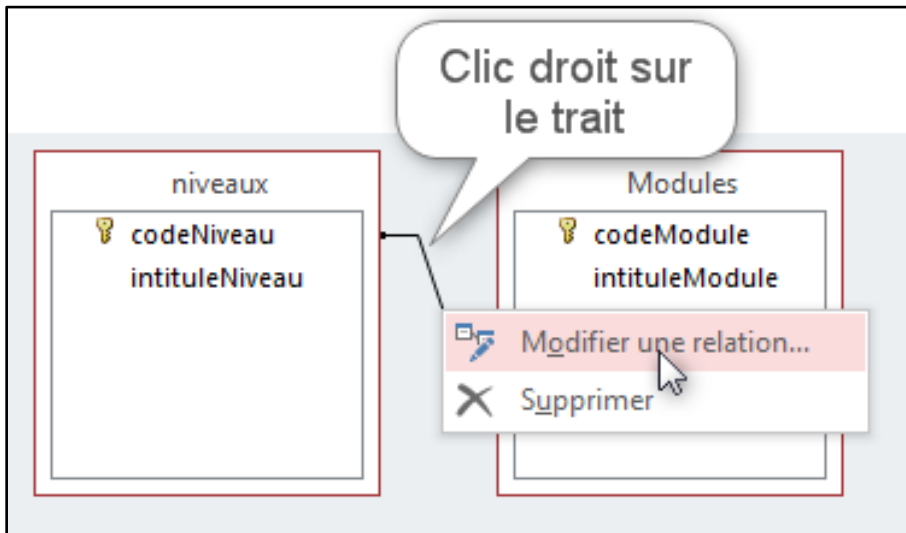 Clic droit sur
le trait
niveaux
codeNiveau
intituleNiveau
Modules
codeModule
intituleModule
Modifier une relation...
Supprimer